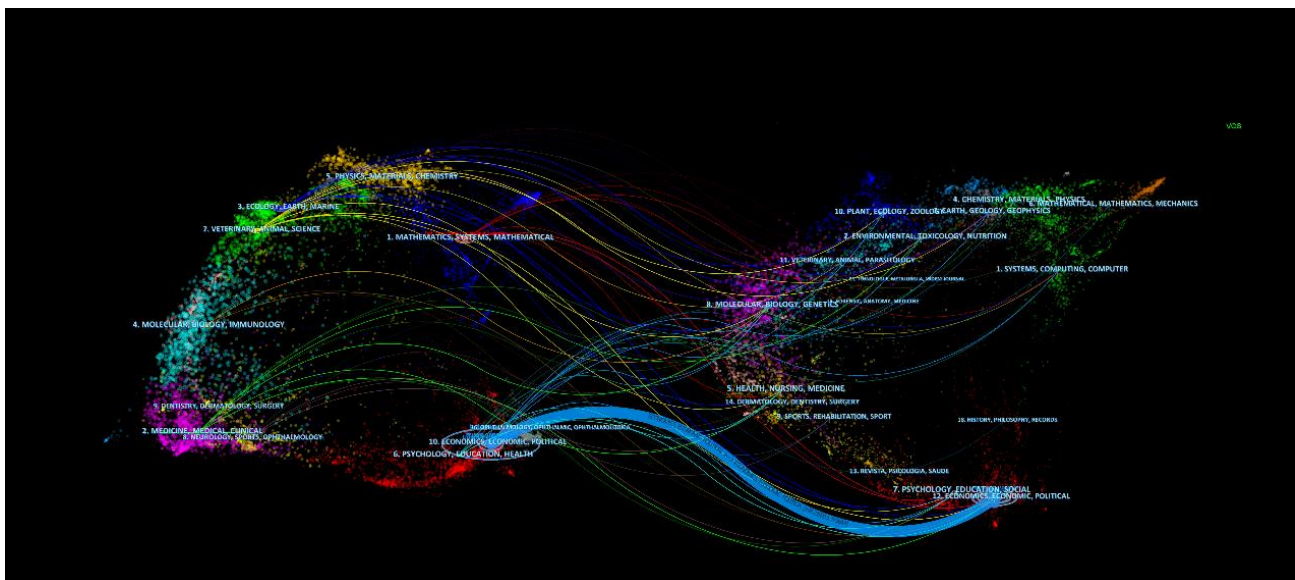 VOS
5. PHYSICS, MATERIALS, CHEMISTRY
3. ECOLOGY, EARTH, MARINE
7. VETERINARY, ANIMAL, SCIENCE
1. MATHEMATICS, SYSTEMS, MATHEMATICAL
4. MOLECULAR, BIOLOGY, IMMUNOLOGY
9. DENTISTRY, DERMATOLOGY, SURGERY
2. MEDICINE, MEDICAL, CLINICAL
8. NEUROLOGY, SPORTS, OPHTHALMOLOGY
10. ECONOMICS, ECONOMIC, POLITICAL
6. PSYCHOLOGY, EDUCATION, HEALTH
4. CHEMISTRY, MATERIALS, PHYSICS
6. MATHEMATICAL, MATHEMATICS, MECHANICS
10. PLANT, ECOLOGY, ZOOLOGY
EARTH, GEOLOGY, GEOPHYSICS
2. ENVIRONMENTAL, TOXICOLOGY, NUTRITION
11. VETERINARY, ANIMAL, PARASITOLOGY
1. SYSTEMS, COMPUTING, COMPUTER
8. MOLECULAR, BIOLOGY, GENETICS
5. HEALTH, NURSING, MEDICINE
14. DERMATOLOGY, DENTISTRY, SURGERY
SPORTS, REHABILITATION, SPORT
18. HISTORY, PHILOSOPHY, RECORDS
13. REVISTA, PSICOLOGIA, SAUDE
7. PSYCHOLOGY, EDUCATION, SOCIAL
12. ECONOMICS, ECONOMIC, POLITICAL